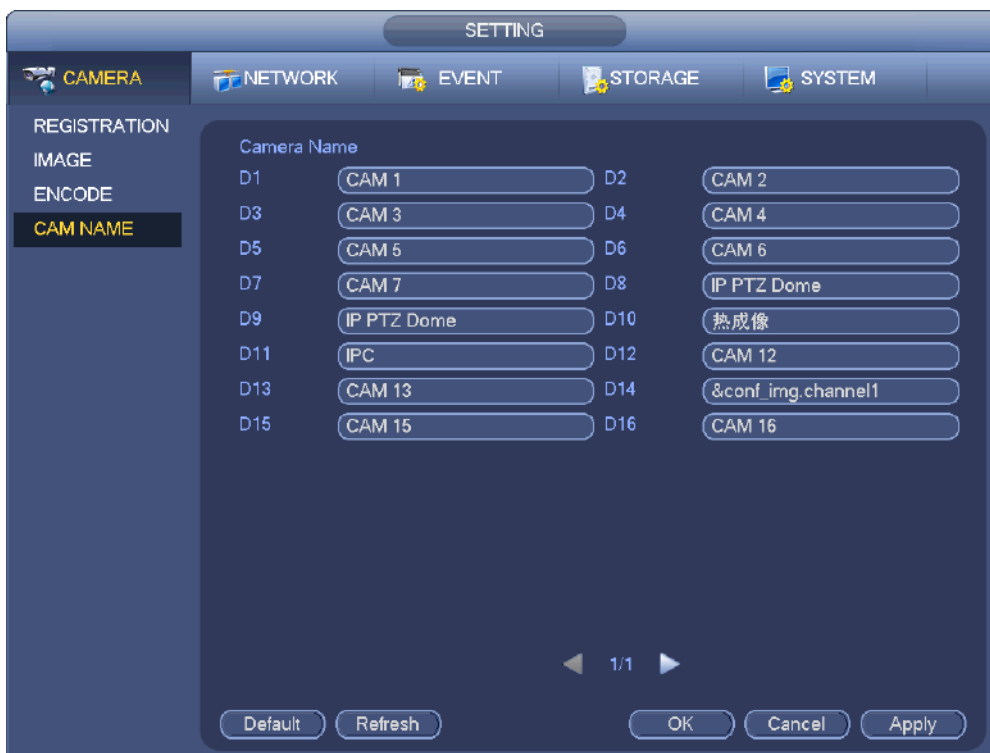 SETTING
CAMERA NETWORK EVENT STORAGE SYSTEM
REGISTRATION
IMAGE
ENCODE
CAM NAME
Camera Name
D1 CAM 1 D2 CAM 2
D3 CAM 3 D4 CAM 4
D5 CAM 5 D6 CAM 6
D7 CAM 7 D8 IP PTZ Dome
D9 IP PTZ Dome D10 热成像
D11 IPC D12 CAM 12
D13 CAM 13 D14 &conf_img.channel1
D15 CAM 15 D16 CAM 16
1/1
Default Refresh OK Cancel Apply